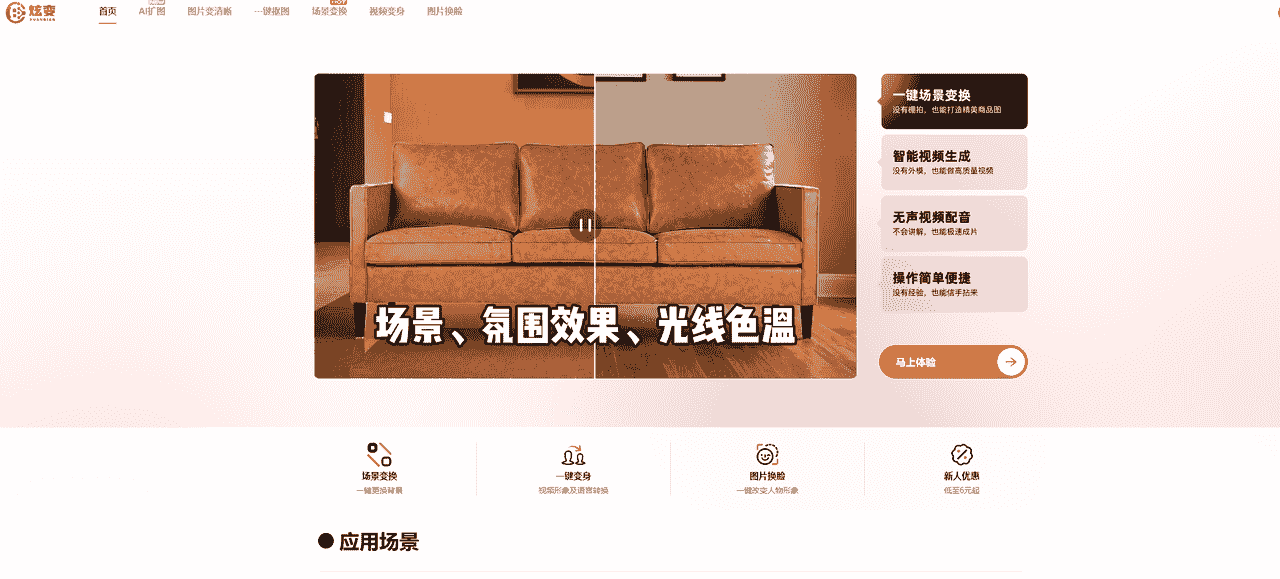 炫变
首页
AI扩图
图片变清晰
一键抠图
场景变换
视频变身
图片换脸
场景、氛围效果、光线色温
一键场景变换
没有棚拍，也能打造精美商品图
智能视频生成
没有外模，也能做高质量视频
无声视频配音
不会讲解，也能极速成片
操作简单便捷
没有经验，也能信手拈来
马上体验
场景变换
一键更换背景
一键变身
视频形象及语言转换
图片换脸
一键改变人物形象
新人优惠
低至6元起
应用场景